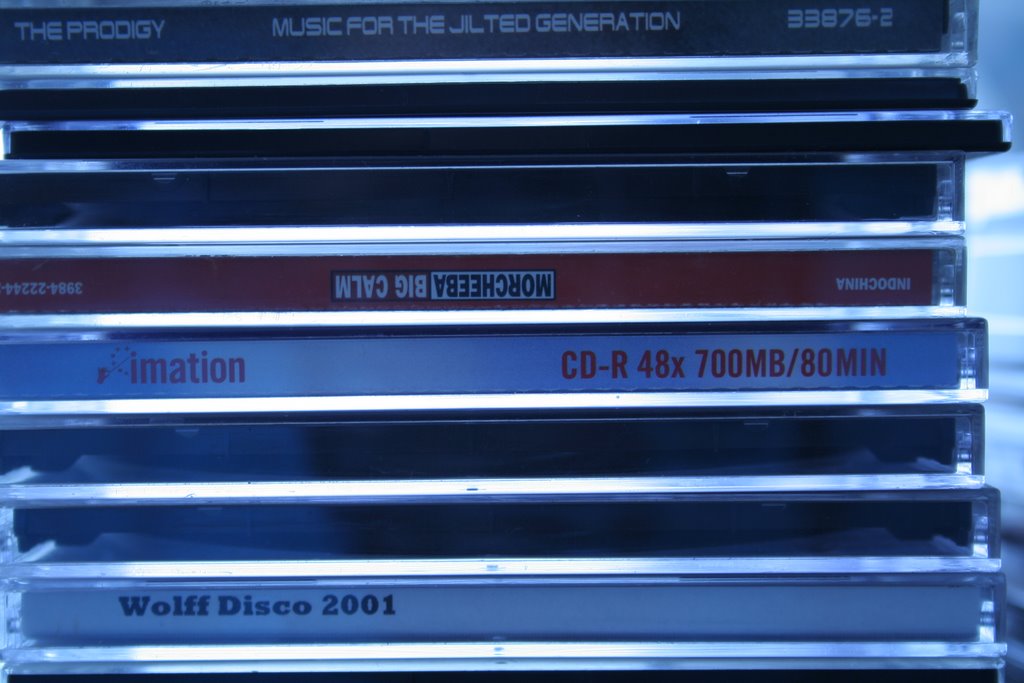 THE PRODIGY MUSIC FOR THE JILTED GENERATION 33876-2
INDOCHINA MORCHEEBA BIG CALM 3984-22244-
imation CD-R 48x 700MB/80MIN
Wolff Disco 2001